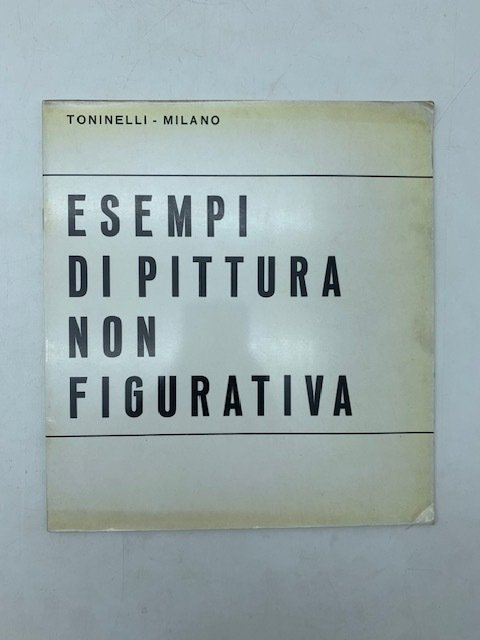 TONINELLI - MILANO
ESEMPI
DI PITTURA
NON
FIGURATIVA